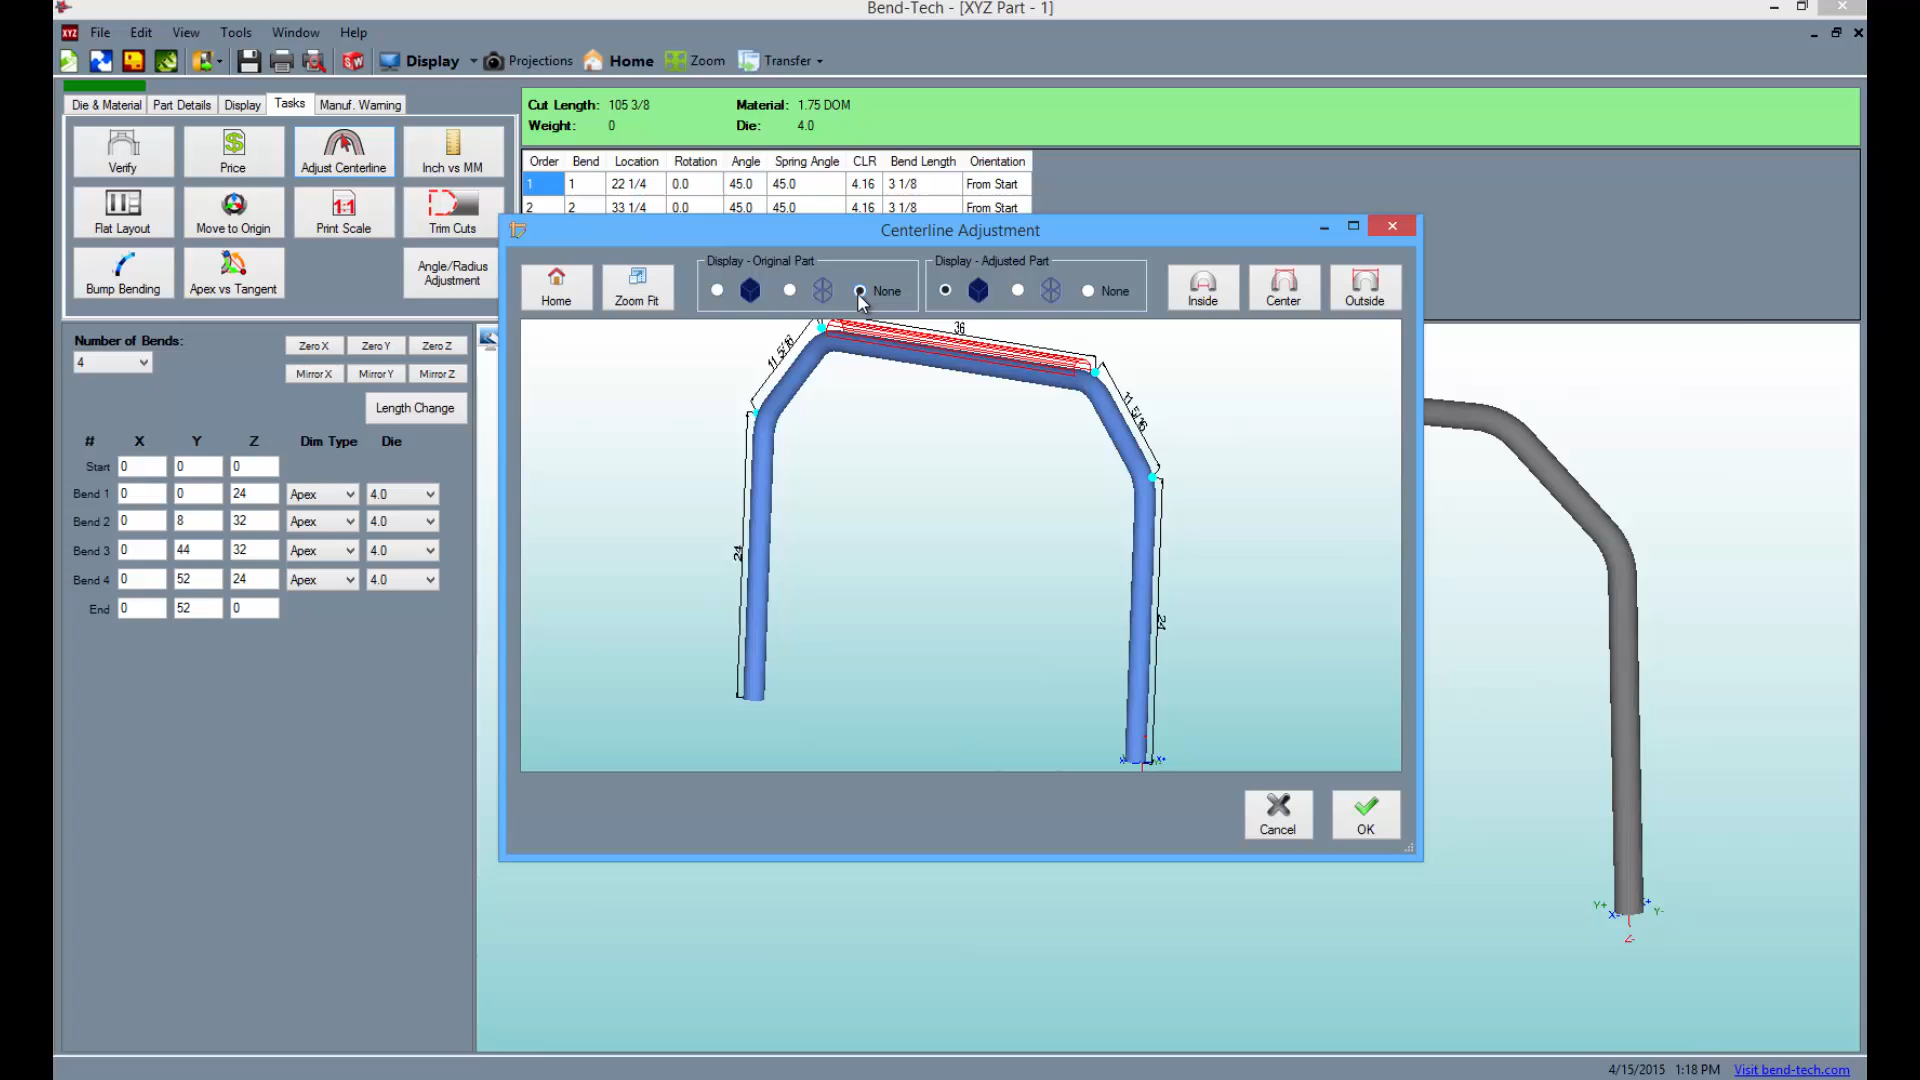 Bend-Tech - [XYZ Part - 1]
XYZ File Edit View Tools Window Help
Display Projections Home Zoom Transfer
Die & Material Part Details Display Tasks Manuf. Warning
Verify Price Adjust Centerline Inch vs MM
Flat Layout Move to Origin Print Scale Trim Cuts
1:1
Bump Bending Apex vs Tangent Angle/Radius Adjustment
Cut Length: 105 3/8 Material: 1.75 DOM
Weight: 0 Die: 4.0
Order Bend Location Rotation Angle Spring Angle CLR Bend Length Orientation
1 1 22 1/4 0.0 45.0 45.0 4.16 3 1/8 From Start
2 2 33 1/4 0.0 45.0 45.0 4.16 3 1/8 From Start
Number of Bends:
4
Zero X Zero Y Zero Z
Mirror X Mirror Y Mirror Z
Length Change
# X Y Z Dim Type Die
Start 0 0 0
Bend 1 0 0 24 Apex 4.0
Bend 2 0 8 32 Apex 4.0
Bend 3 0 44 32 Apex 4.0
Bend 4 0 52 24 Apex 4.0
End 0 52 0
Centerline Adjustment
Home Zoom Fit
Display - Original Part
None
Display - Adjusted Part
None
Inside Center Outside
36
11 5/16
11 5/16
24
24
Cancel OK
Y+ X- X+ Y-
Z-
4/15/2015 1:18 PM Visit bend-tech.com